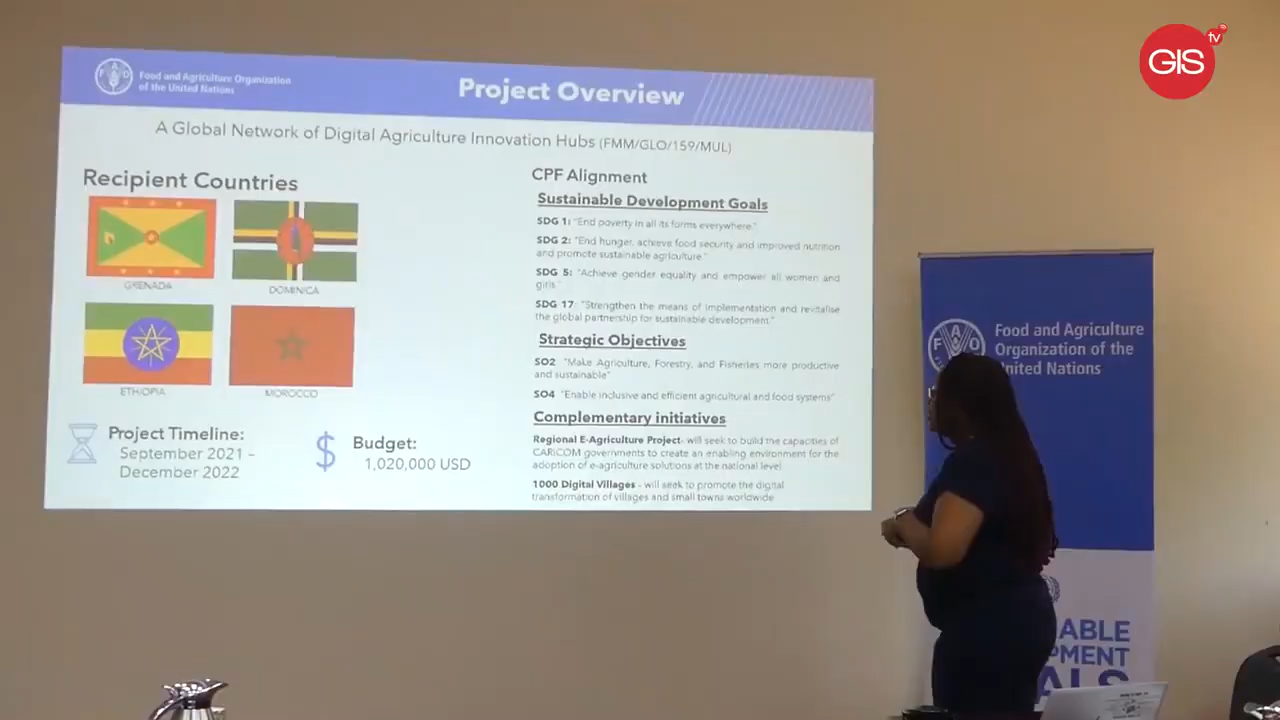 GIS
tv
Food and Agriculture Organization
of the United Nations
Project Overview
A Global Network of Digital Agriculture Innovation Hubs (FMM/GLO/159/MUL)
Recipient Countries
GRENADA
DOMINICA
ETHIOPIA
MOROCCO
Project Timeline:
September 2021 –
December 2022
$
Budget:
1,020,000 USD
CPF Alignment
Sustainable Development Goals
SDG 1: "End poverty in all its forms everywhere."
SDG 2: "End hunger, achieve food security and improved nutrition
and promote sustainable agriculture."
SDG 5: "Achieve gender equality and empower all women and
girls"
SDG 17: "Strengthen the means of implementation and revitalise
the global partnership for sustainable development."
Strategic Objectives
SO2 "Make Agriculture, Forestry, and Fisheries more productive
and sustainable"
SO4 "Enable inclusive and efficient agricultural and food systems"
Complementary initiatives
Regional E-Agriculture Project- will seek to build the capacities of
CARICOM governments to create an enabling environment for the
adoption of e-agriculture solutions at the national level
1000 Digital Villages - will seek to promote the digital
transformation of villages and small towns worldwide
F A O
Food and Agriculture
Organization of the
United Nations
ABLE
PMENT
ALS